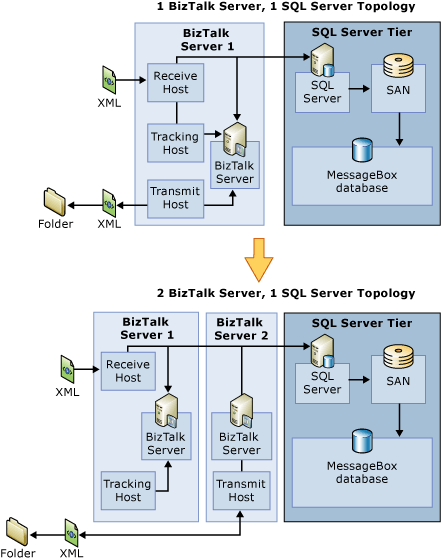 1 BizTalk Server, 1 SQL Server Topology
BizTalk
Server 1
SQL Server Tier
XML
Receive
Host
SQL
Server
SAN
Tracking
Host
BizTalk
Server
MessageBox
database
Transmit
Host
Folder
XML
2 BizTalk Server, 1 SQL Server Topology
BizTalk
Server 1
BizTalk
Server 2
SQL Server Tier
XML
Receive
Host
SQL
Server
SAN
BizTalk
Server
BizTalk
Server
MessageBox
database
Tracking
Host
Transmit
Host
Folder
XML